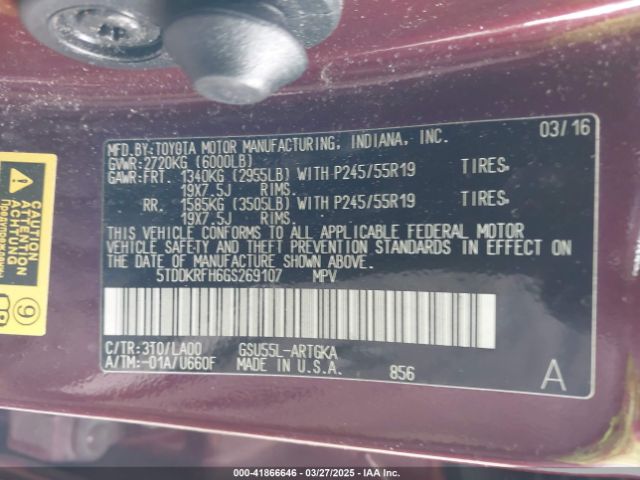 MFD.BY:TOYOTA MOTOR MANUFACTURING, INDIANA, INC. 03/16
GVWR:2720KG (6000LB)
GAWR:FRT. 1340KG (2955LB) WITH P245/55R19 TIRES.
19X7.5J RIMS.
RR. 1585KG (3505LB) WITH P245/55R19 TIRES.
19X7.5J RIMS.
THIS VEHICLE CONFORMS TO ALL APPLICABLE FEDERAL MOTOR
VEHICLE SAFETY AND THEFT PREVENTION STANDARDS IN EFFECT ON
THE DATE OF MANUFACTURE SHOWN ABOVE.
5TDDKRFH6GS269107 MPV
C/TR:3T0/LA00 GSU55L-ARTGKA
A/TM:-01A/U660F MADE IN U.S.A. 856
A
CAUTION
ATTENTION
ACHTUNG
9
000-41866646 — 03/27/2025 — IAA, LLC